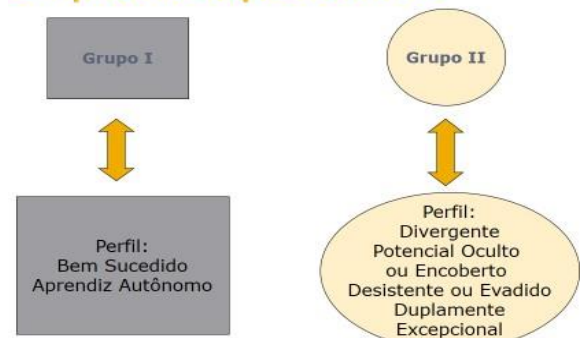 Grupo I
Grupo II
Perfil:
Bem Sucedido
Aprendiz Autônomo
Perfil:
Divergente
Potencial Oculto
ou Encoberto
Desistente ou Evadido
Duplamente
Excepcional